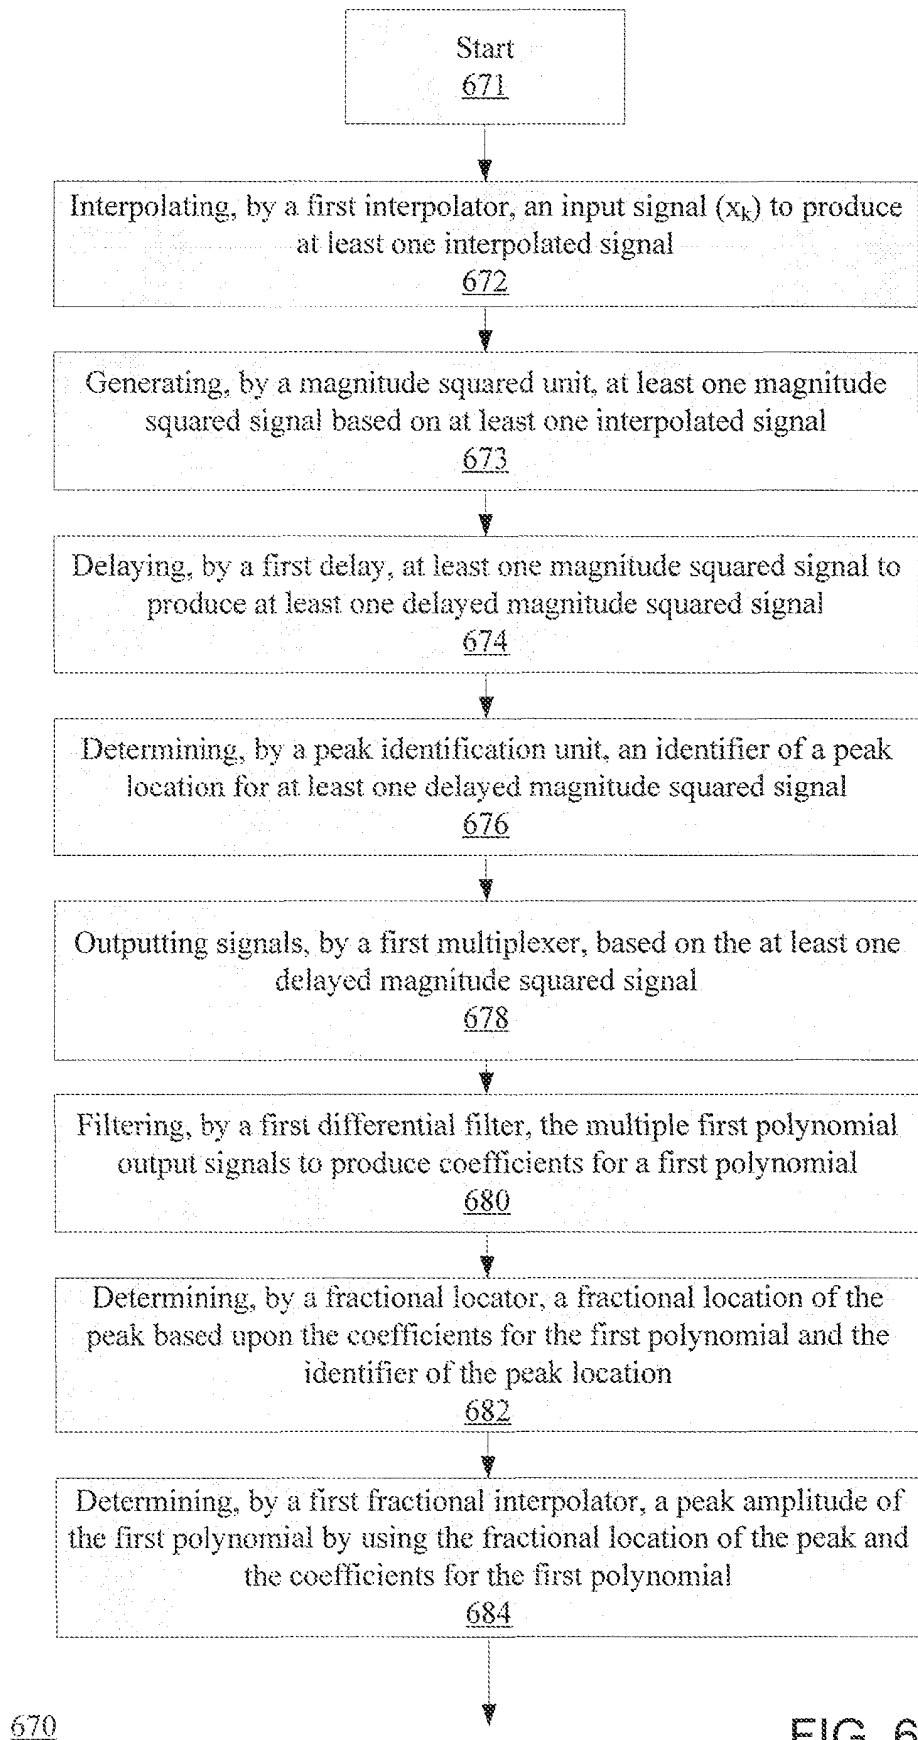 Start
671
Interpolating, by a first interpolator, an input signal (xk) to produce
at least one interpolated signal
672
Generating, by a magnitude squared unit, at least one magnitude
squared signal based on at least one interpolated signal
673
Delaying, by a first delay, at least one magnitude squared signal to
produce at least one delayed magnitude squared signal
674
Determining, by a peak identification unit, an identifier of a peak
location for at least one delayed magnitude squared signal
676
Outputting signals, by a first multiplexer, based on the at least one
delayed magnitude squared signal
678
Filtering, by a first differential filter, the multiple first polynomial
output signals to produce coefficients for a first polynomial
680
Determining, by a fractional locator, a fractional location of the
peak based upon the coefficients for the first polynomial and the
identifier of the peak location
682
Determining, by a first fractional interpolator, a peak amplitude of
the first polynomial by using the fractional location of the peak and
the coefficients for the first polynomial
684
670
FIG. 6